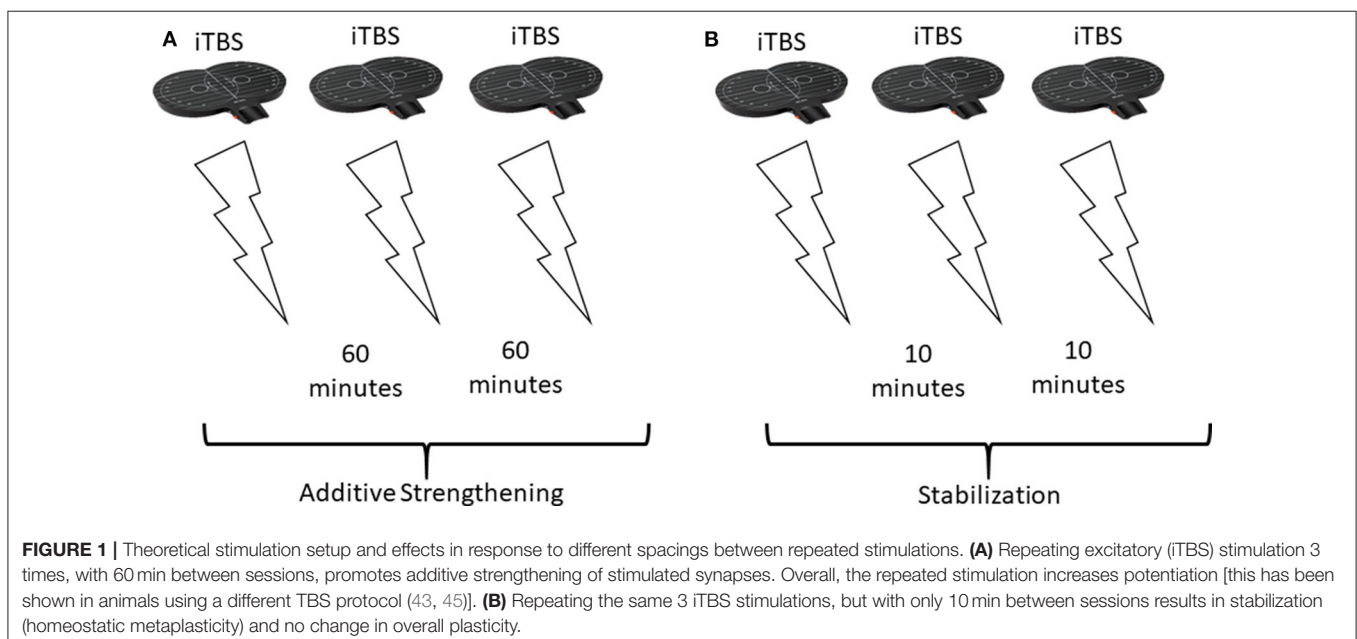 A iTBS iTBS iTBS
B iTBS iTBS iTBS
60 minutes
60 minutes
10 minutes
10 minutes
Additive Strengthening
Stabilization
FIGURE 1 | Theoretical stimulation setup and effects in response to different spacings between repeated stimulations. (A) Repeating excitatory (iTBS) stimulation 3
times, with 60 min between sessions, promotes additive strengthening of stimulated synapses. Overall, the repeated stimulation increases potentiation [this has been
shown in animals using a different TBS protocol (43, 45)]. (B) Repeating the same 3 iTBS stimulations, but with only 10 min between sessions results in stabilization
(homeostatic metaplasticity) and no change in overall plasticity.